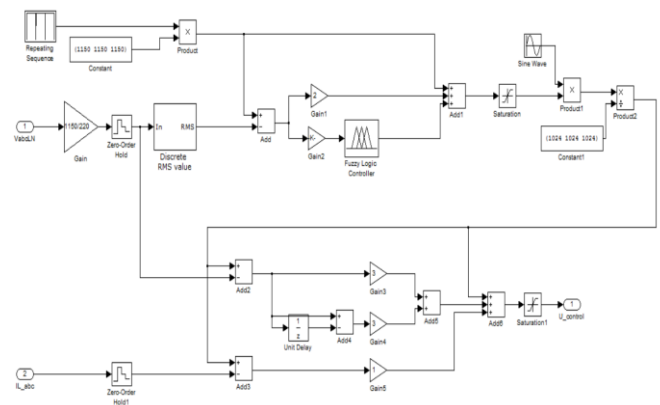 Repeating
Sequence
(1150 1150 1150)
Constant
X
Product
1
VabcLN
1150/220
Gain
Zero-Order
Hold
In
RMS
Discrete
RMS value
+
−
Add
2
Gain1
K-
Gain2
Fuzzy Logic
Controller
+
+
+
Add1
Saturation
Sine Wave
X
Product1
(1024 1024 1024)
Constant1
X
÷
Product2
+
−
Add2
3
Gain3
1
z
Unit Delay
+
−
Add4
3
Gain4
+
+
Add5
+
+
+
Add6
Saturation1
1
U_control
2
IL_abc
Zero-Order
Hold1
+
−
Add3
1
Gain5